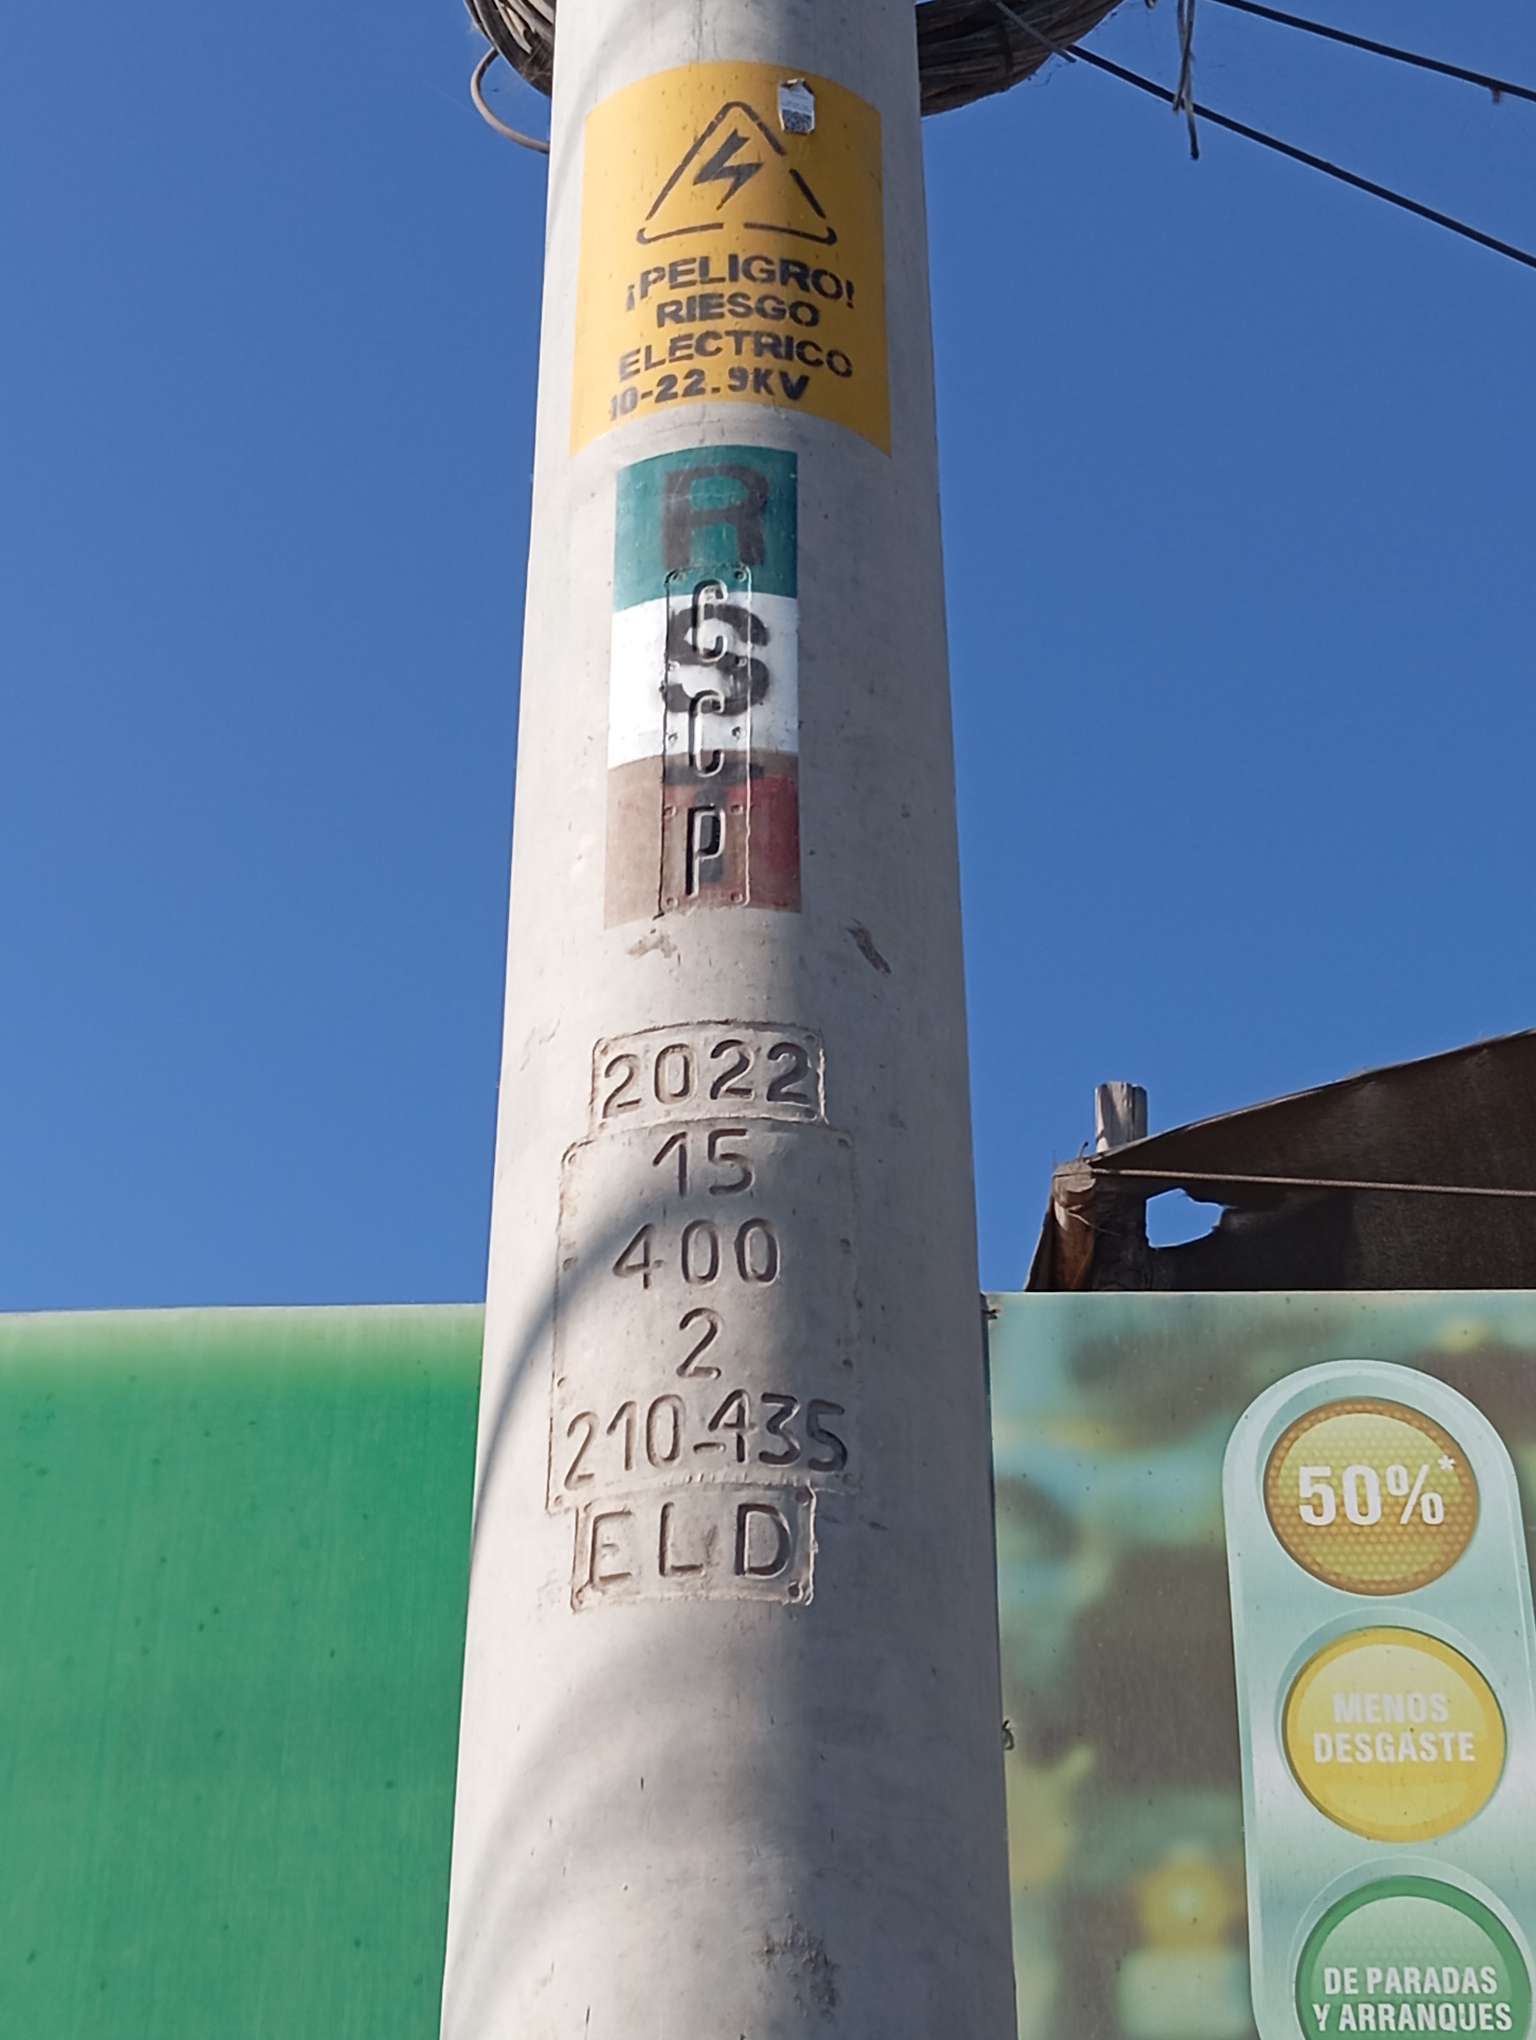 ¡PELIGRO!
RIESGO
ELECTRICO
10-22.9KV
R
S
T
C
C
P
2022
15
400
2
210-435
ELD
50%*
MENOS
DESGASTE
DE PARADAS
Y ARRANQUES